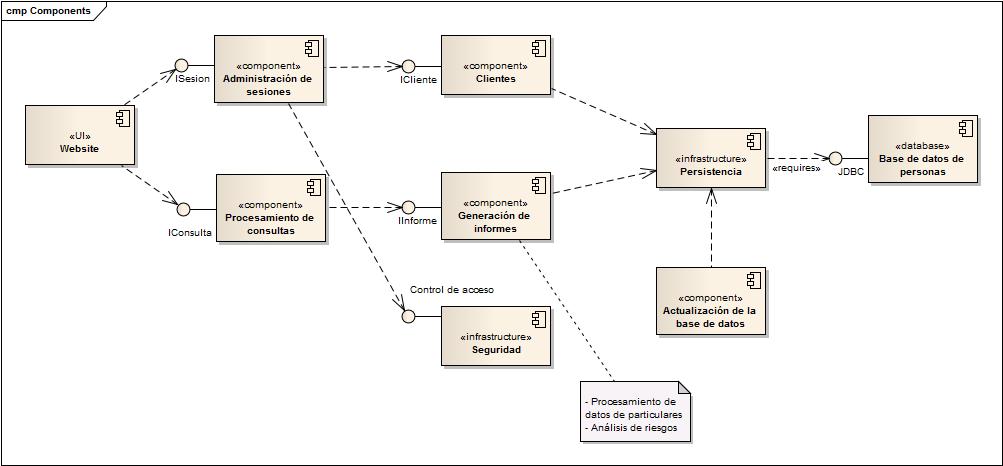 cmp Components
«component»
Administración de
sesiones
ISesion
«component»
Clientes
ICliente
«UI»
Website
«infrastructure»
Persistencia
«requires»
JDBC
«database»
Base de datos de
personas
«component»
Procesamiento de
consultas
IConsulta
«component»
Generación de
informes
IInforme
Control de acceso
«infrastructure»
Seguridad
«component»
Actualización de la
base de datos
- Procesamiento de
datos de particulares
- Análisis de riesgos